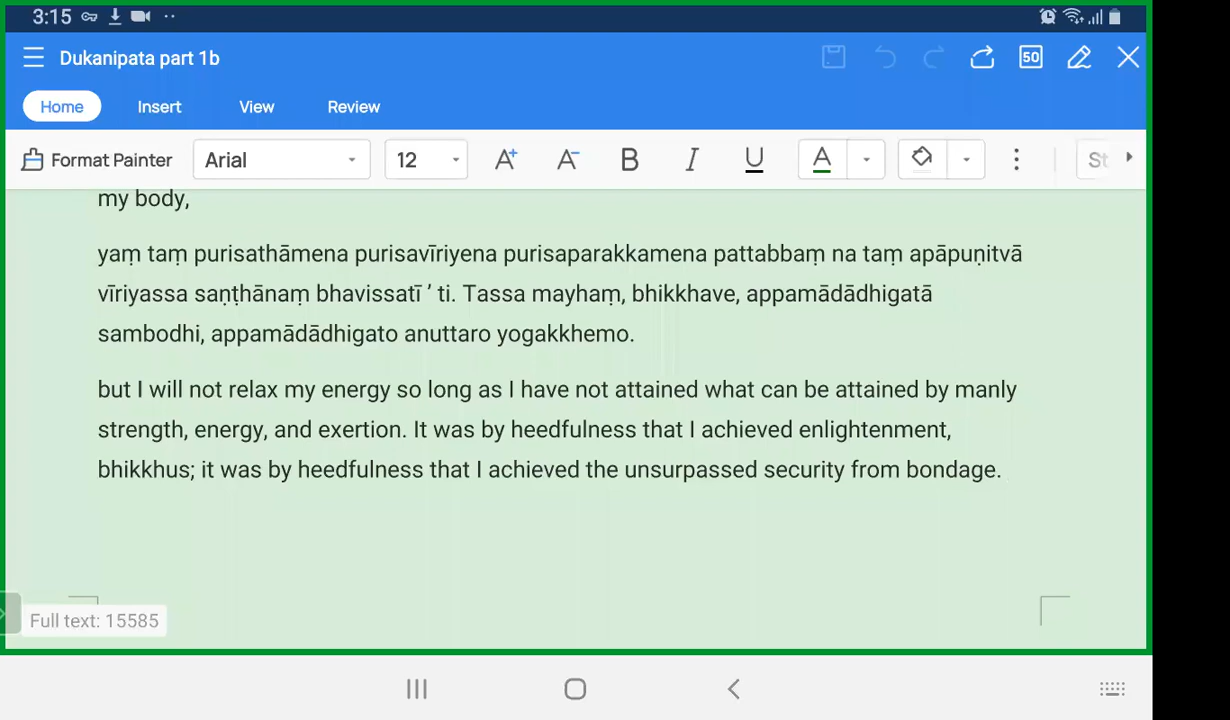 3:15
Dukanipata part 1b
50
Home Insert View Review
Format Painter Arial 12 A+ A- B I U A St
my body,
yaṃ taṃ purisathāmena purisavīriyena purisaparakkamena pattabbaṃ na taṃ apāpuṇitvā
vīriyassa saṇṭhānaṃ bhavissatī ’ ti. Tassa mayhaṃ, bhikkhave, appamādādhigatā
sambodhi, appamādādhigato anuttaro yogakkhemo.
but I will not relax my energy so long as I have not attained what can be attained by manly
strength, energy, and exertion. It was by heedfulness that I achieved enlightenment,
bhikkhus; it was by heedfulness that I achieved the unsurpassed security from bondage.
Full text: 15585